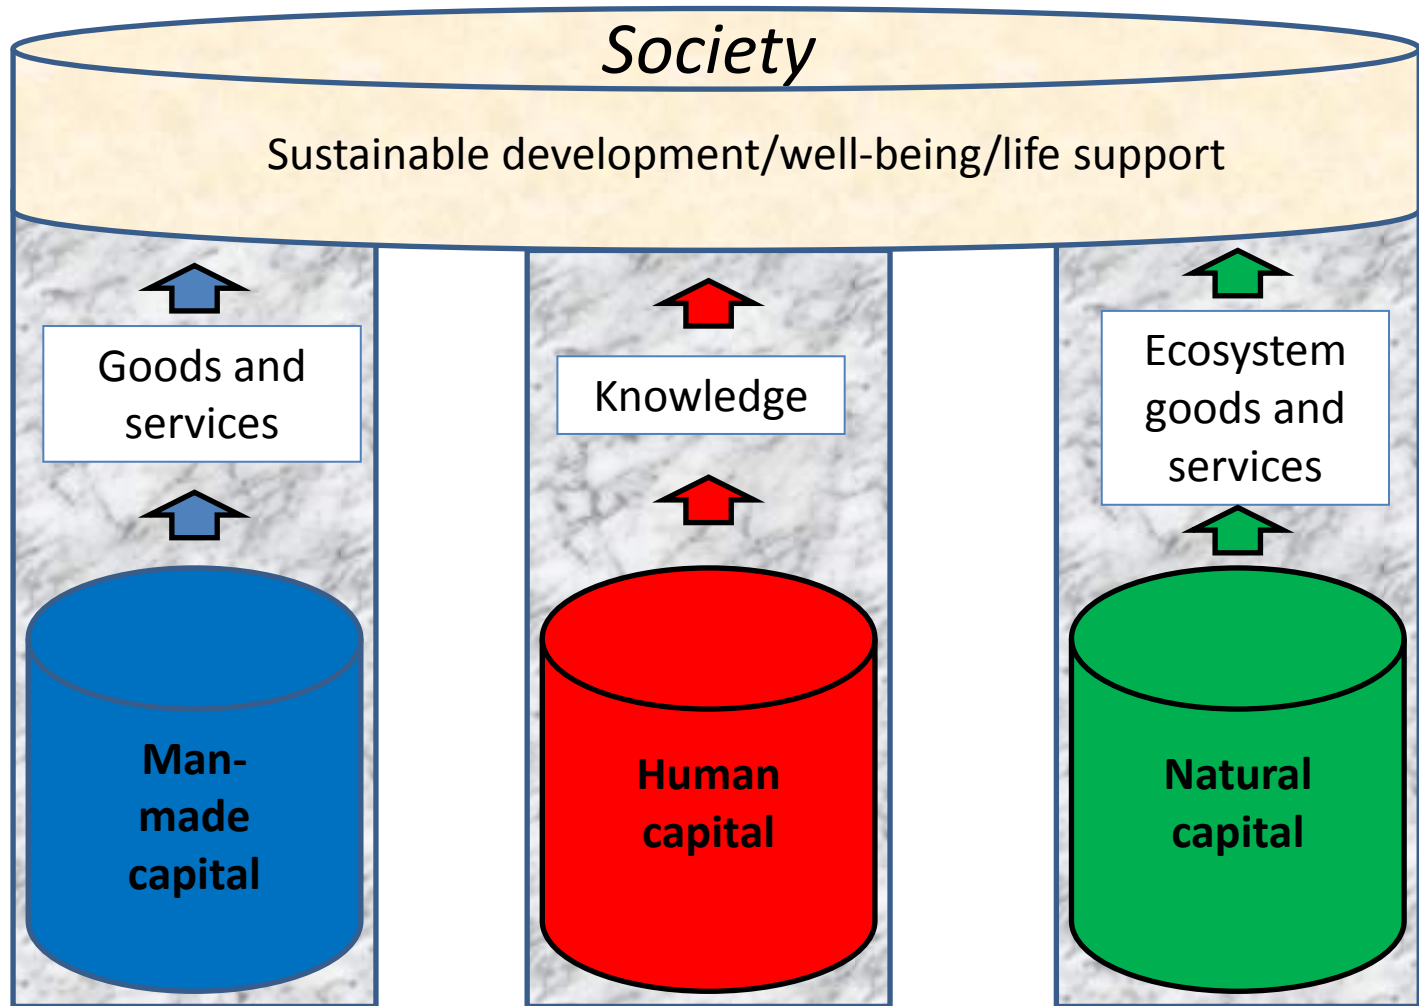 Society
Sustainable development/well-being/life support
Goods and
services
Knowledge
Ecosystem
goods and
services
Man-
made
capital
Human
capital
Natural
capital